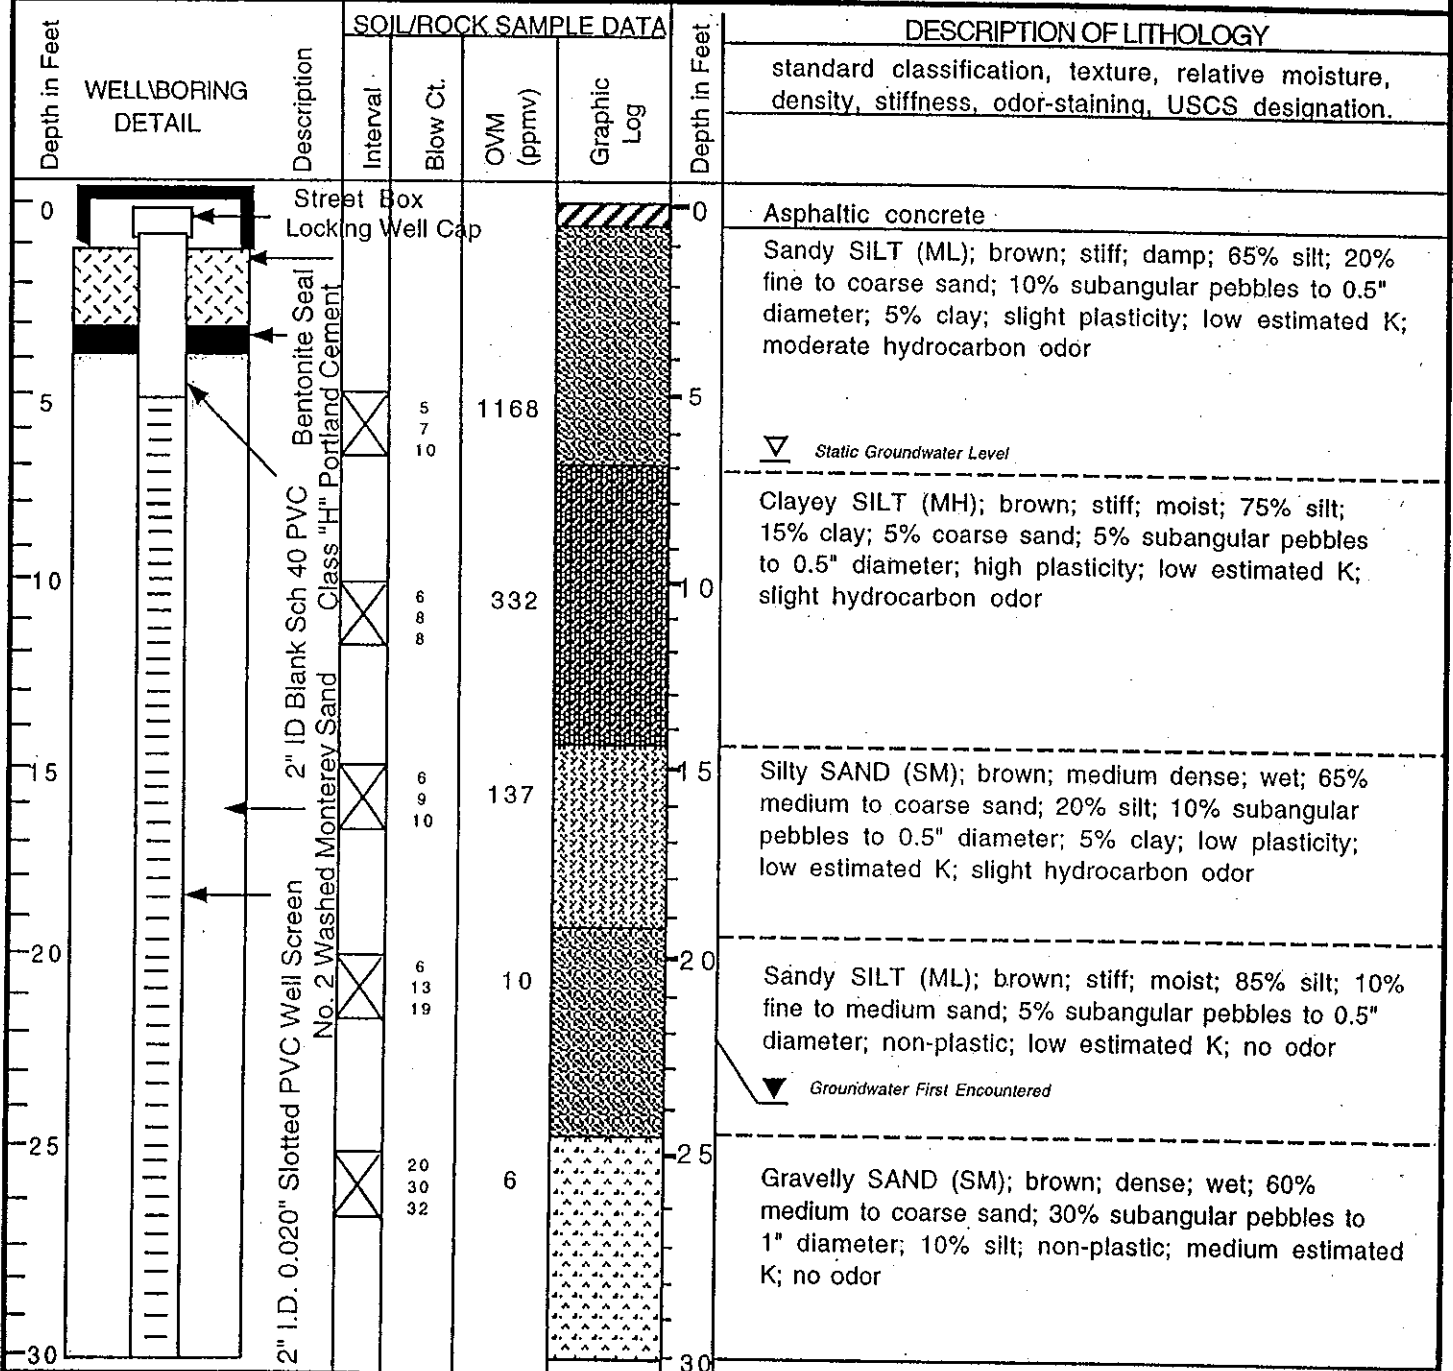 SOIL/ROCK SAMPLE DATA
DESCRIPTION OF LITHOLOGY
Depth in Feet
WELL\BORING
DETAIL
Description
Interval
Blow Ct.
OVM
(ppmv)
Graphic
Log
Depth in Feet
standard classification, texture, relative moisture,
density, stiffness, odor-staining, USCS designation.
0
Street Box
Locking Well Cap
0
Asphaltic concrete
Sandy SILT (ML); brown; stiff; damp; 65% silt; 20%
fine to coarse sand; 10% subangular pebbles to 0.5"
diameter; 5% clay; slight plasticity; low estimated K;
moderate hydrocarbon odor
Bentonite Seal
Class "H" Portland Cement
5
5
7
10
1168
5
Static Groundwater Level
2" ID Blank Sch 40 PVC
Clayey SILT (MH); brown; stiff; moist; 75% silt;
15% clay; 5% coarse sand; 5% subangular pebbles
to 0.5" diameter; high plasticity; low estimated K;
slight hydrocarbon odor
10
6
8
8
332
10
No. 2 Washed Monterey Sand
15
6
9
10
137
15
Silty SAND (SM); brown; medium dense; wet; 65%
medium to coarse sand; 20% silt; 10% subangular
pebbles to 0.5" diameter; 5% clay; low plasticity;
low estimated K; slight hydrocarbon odor
2" I.D. 0.020" Slotted PVC Well Screen
20
6
13
19
10
20
Sandy SILT (ML); brown; stiff; moist; 85% silt; 10%
fine to medium sand; 5% subangular pebbles to 0.5"
diameter; non-plastic; low estimated K; no odor
Groundwater First Encountered
25
20
30
32
6
25
Gravelly SAND (SM); brown; dense; wet; 60%
medium to coarse sand; 30% subangular pebbles to
1" diameter; 10% silt; non-plastic; medium estimated
K; no odor
30
30